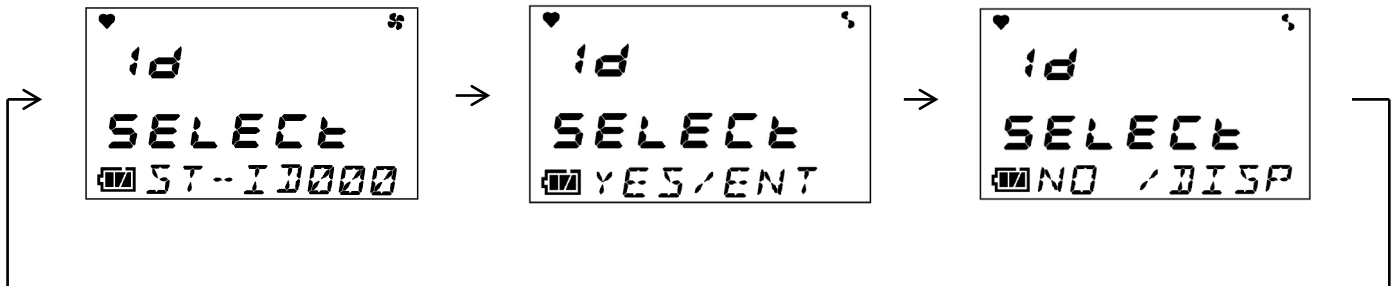 Id
SELECt
ST--ID000
Id
SELECt
YES/ENT
Id
SELECt
NO /DISP